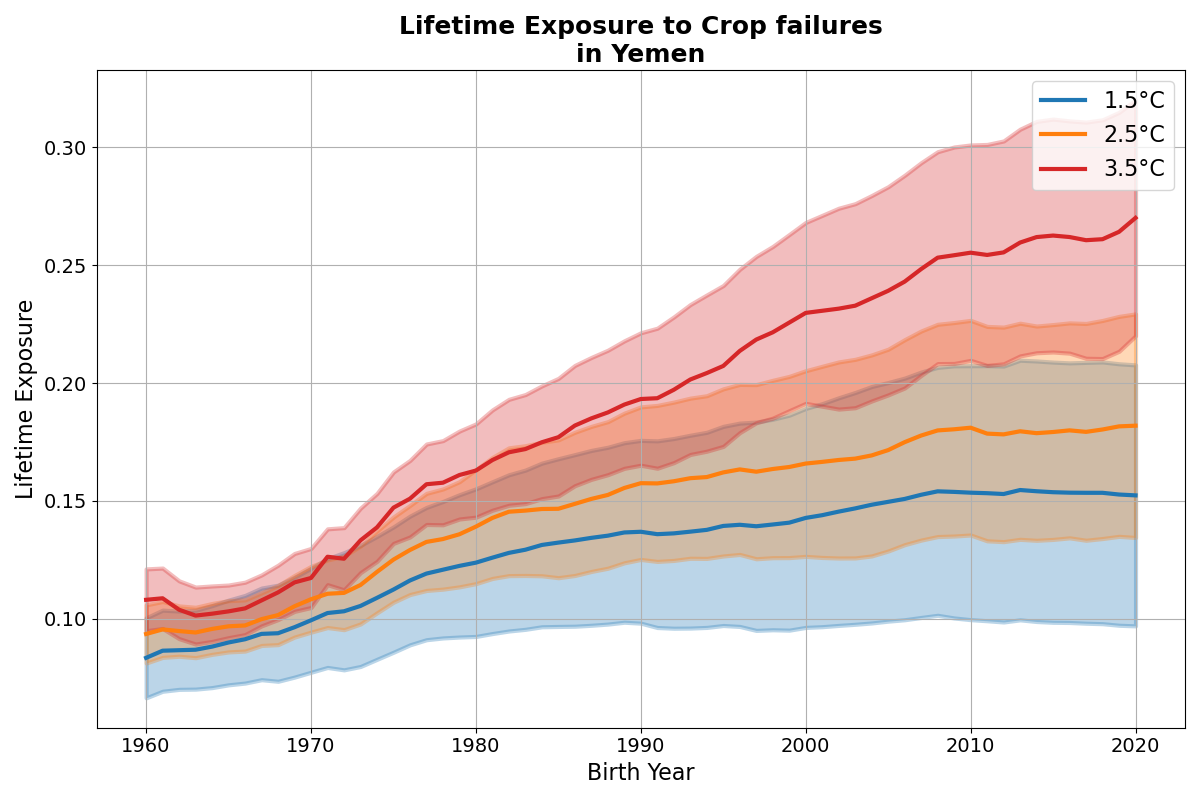 Lifetime Exposure to Crop failures
in Yemen
1.5°C
2.5°C
3.5°C
0.30
0.25
0.20
0.15
0.10
Lifetime Exposure
1960 1970 1980 1990 2000 2010 2020
Birth Year